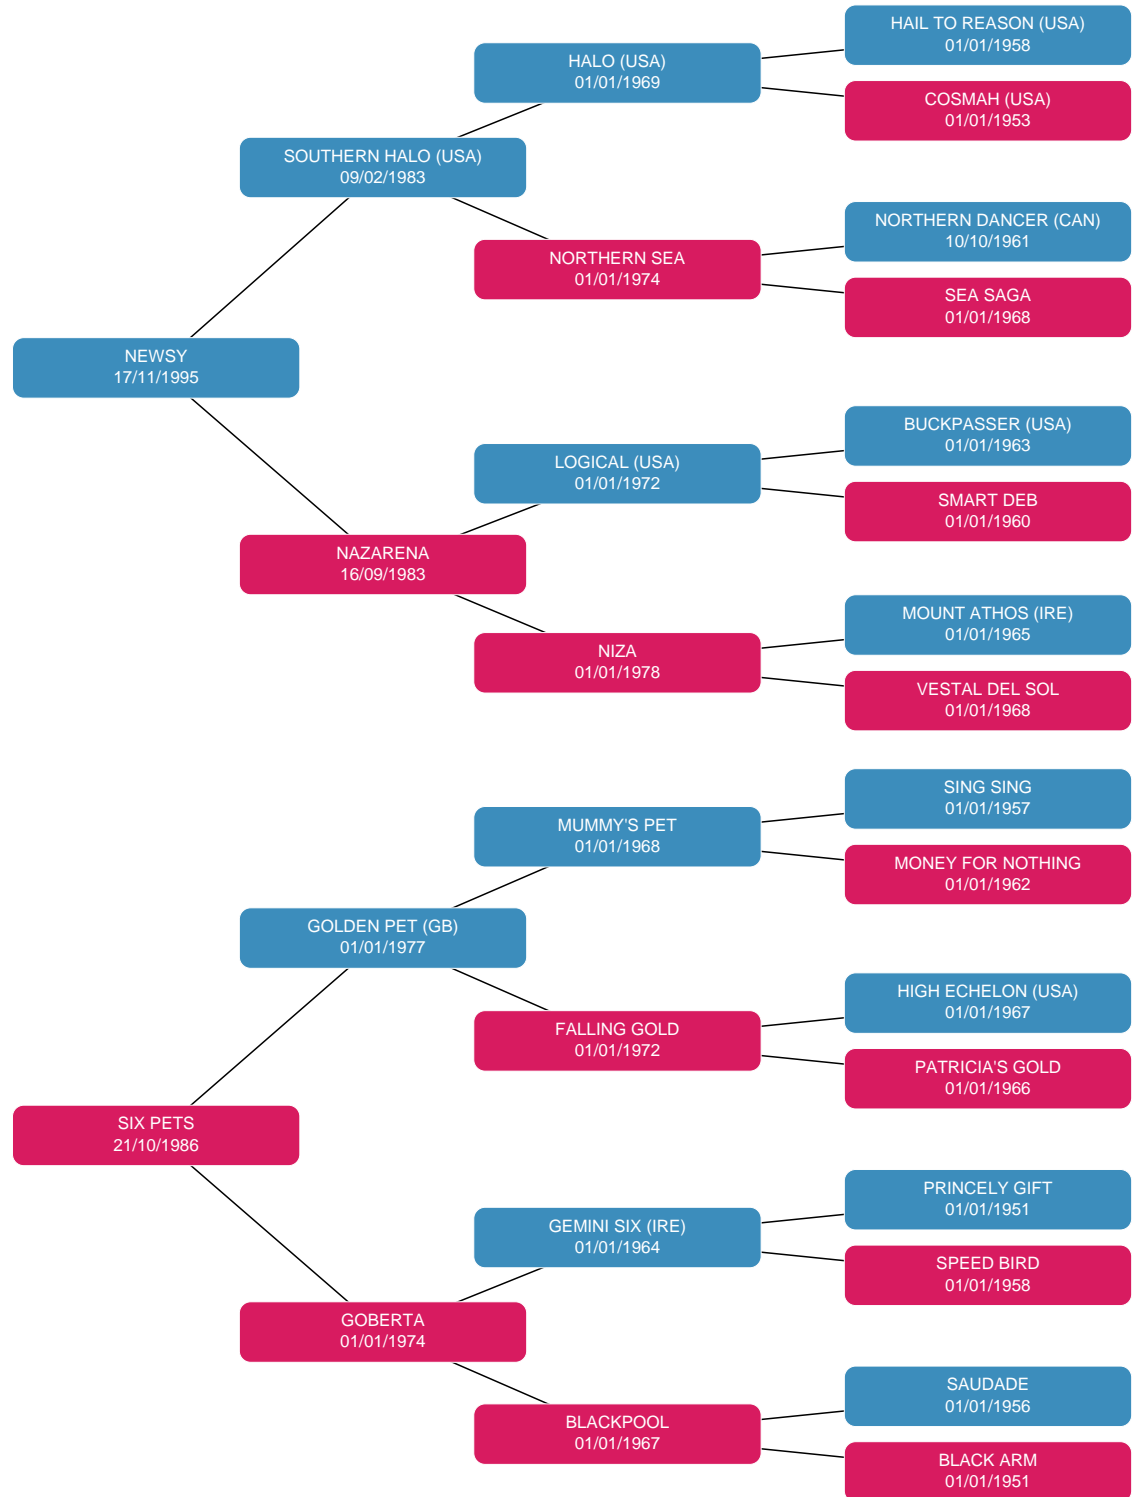 HAIL TO REASON (USA)
01/01/1958
HALO (USA)
01/01/1969
COSMAH (USA)
01/01/1953
SOUTHERN HALO (USA)
09/02/1983
NORTHERN DANCER (CAN)
10/10/1961
NORTHERN SEA
01/01/1974
SEA SAGA
01/01/1968
NEWSY
17/11/1995
BUCKPASSER (USA)
01/01/1963
LOGICAL (USA)
01/01/1972
SMART DEB
01/01/1960
NAZARENA
16/09/1983
MOUNT ATHOS (IRE)
01/01/1965
NIZA
01/01/1978
VESTAL DEL SOL
01/01/1968
SING SING
01/01/1957
MUMMY'S PET
01/01/1968
MONEY FOR NOTHING
01/01/1962
GOLDEN PET (GB)
01/01/1977
HIGH ECHELON (USA)
01/01/1967
FALLING GOLD
01/01/1972
PATRICIA'S GOLD
01/01/1966
SIX PETS
21/10/1986
PRINCELY GIFT
01/01/1951
GEMINI SIX (IRE)
01/01/1964
SPEED BIRD
01/01/1958
GOBERTA
01/01/1974
SAUDADE
01/01/1956
BLACKPOOL
01/01/1967
BLACK ARM
01/01/1951